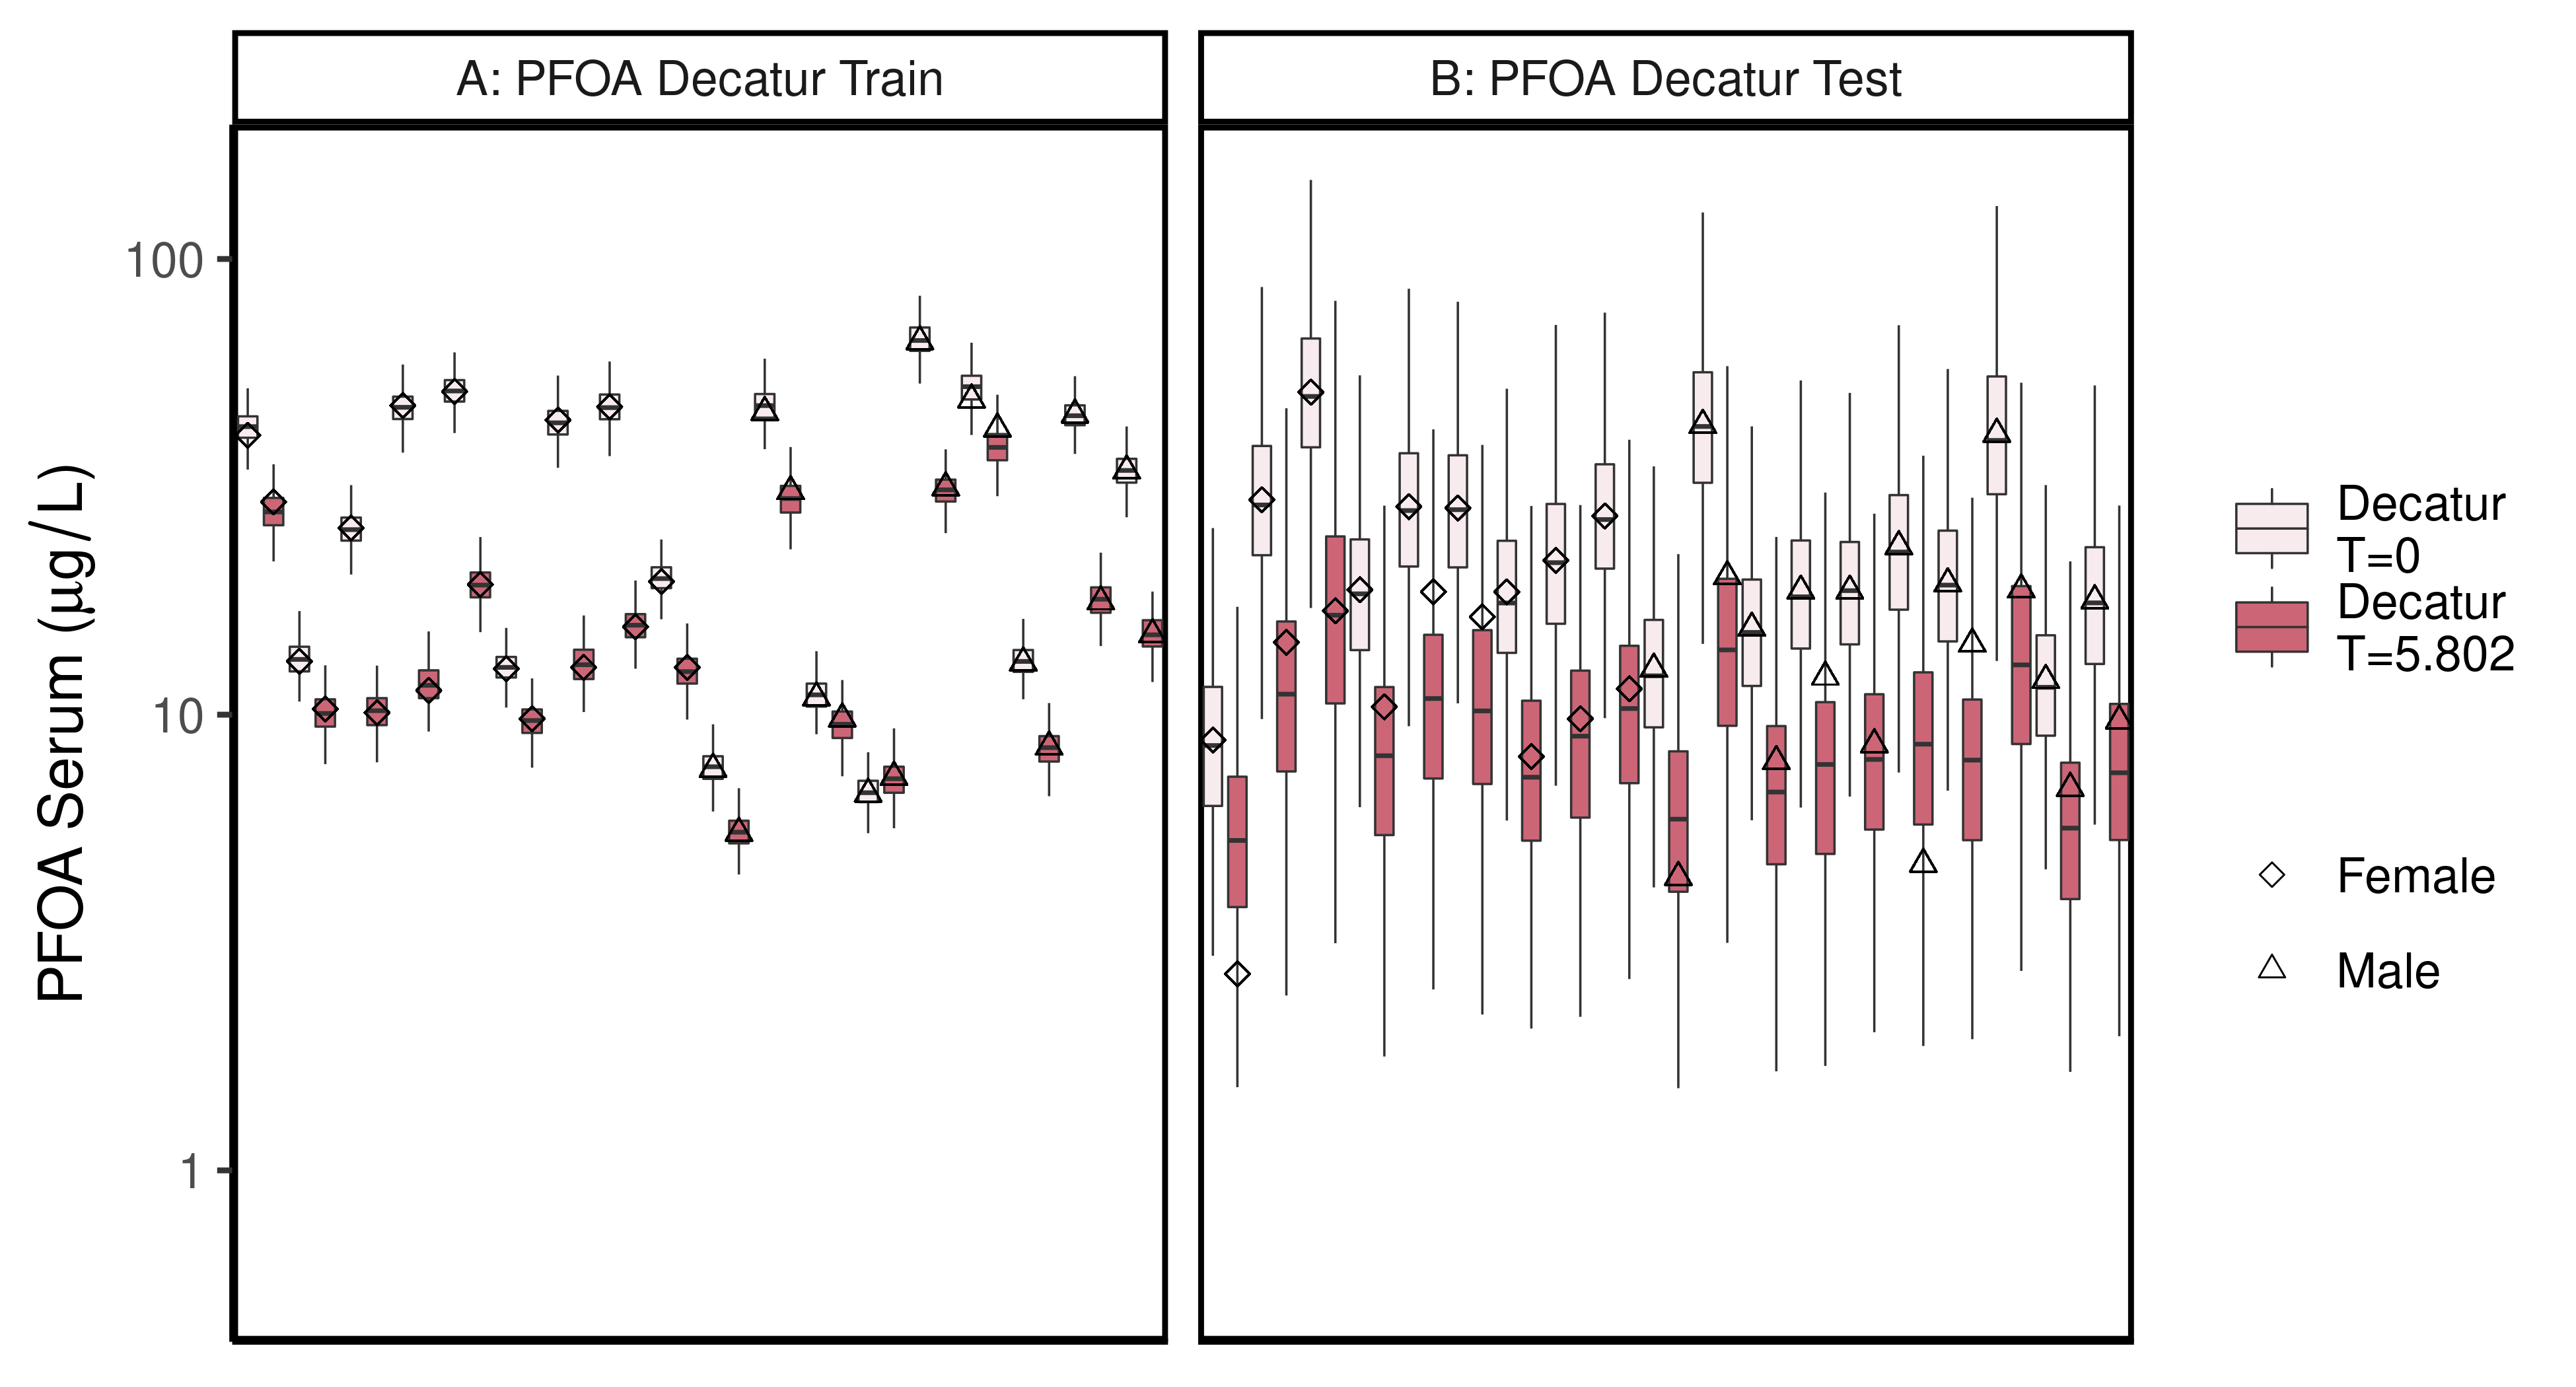 A: PFOA Decatur Train
B: PFOA Decatur Test
PFOA Serum (μg/L)
100
10
1
Decatur
T=0
Decatur
T=5.802
Female
Male